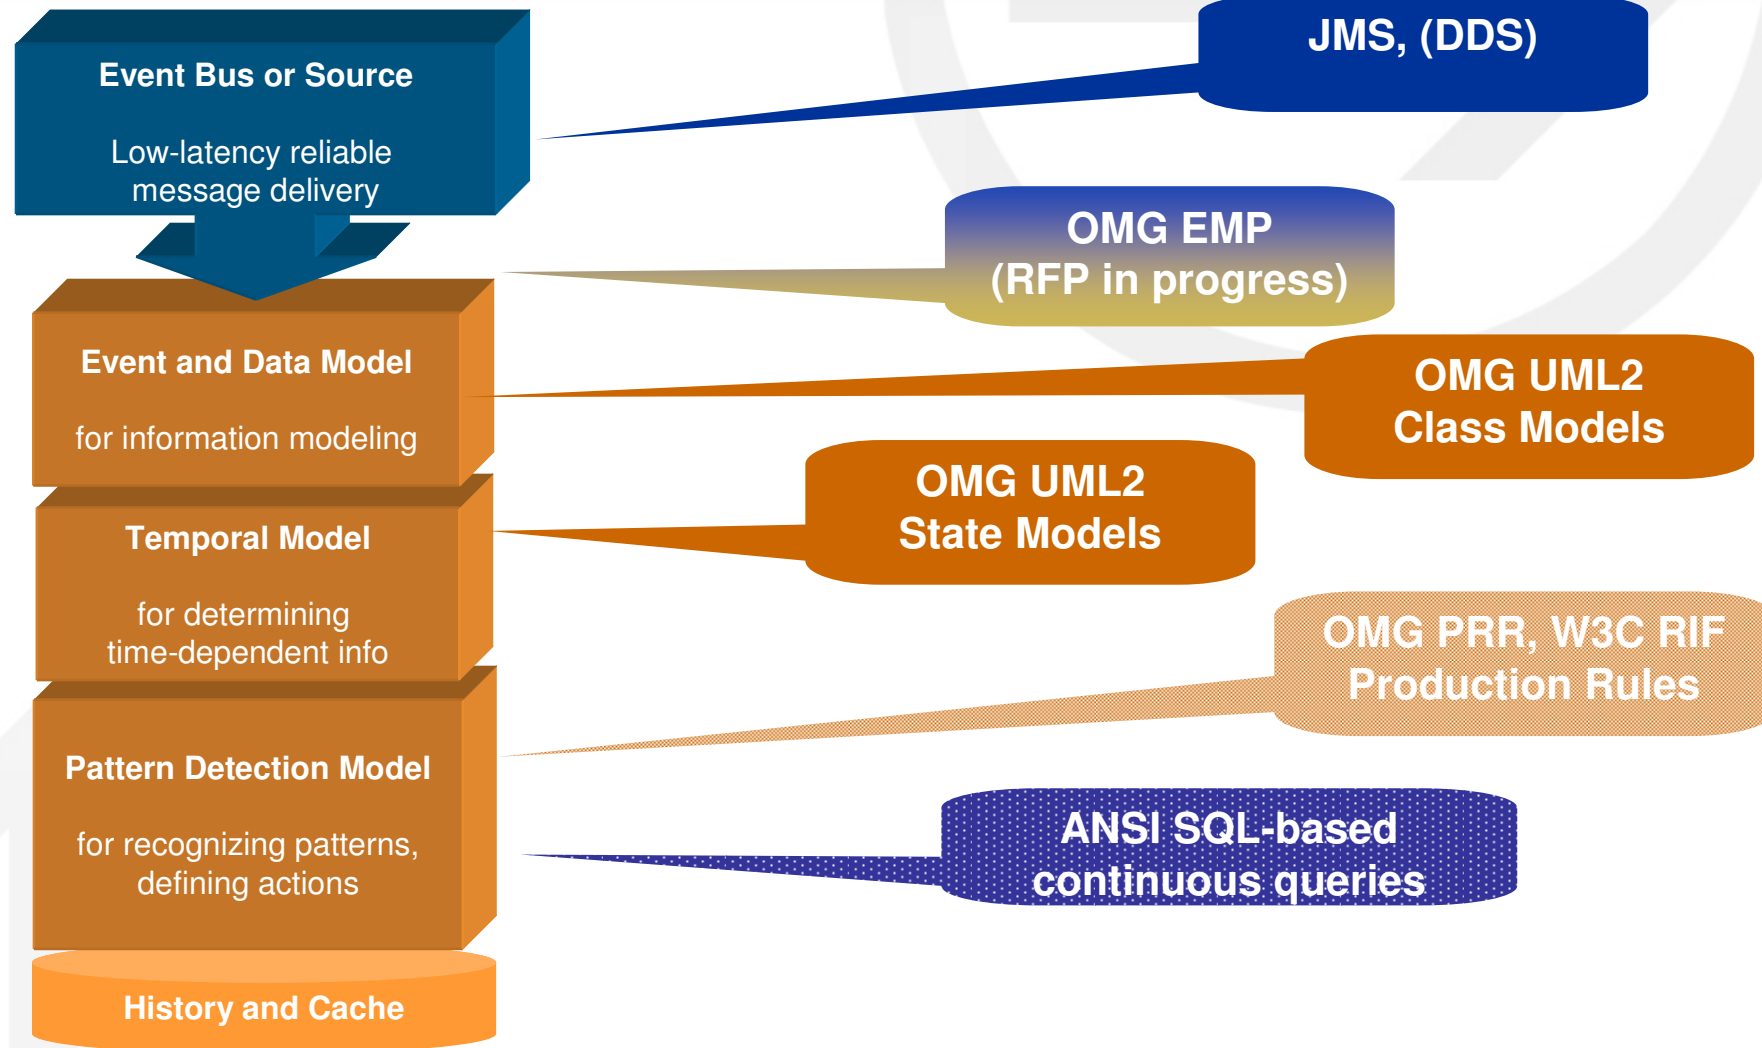 Event Bus or Source
Low-latency reliable
message delivery
JMS, (DDS)
OMG EMP
(RFP in progress)
Event and Data Model
for information modeling
OMG UML2
Class Models
Temporal Model
for determining
time-dependent info
OMG UML2
State Models
Pattern Detection Model
for recognizing patterns,
defining actions
OMG PRR, W3C RIF
Production Rules
ANSI SQL-based
continuous queries
History and Cache